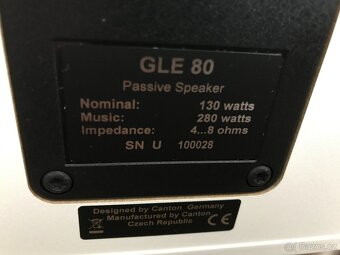 GLE 80
Passive Speaker
Nominal: 130 watts
Music: 280 watts
Impedance: 4...8 ohms
SN U 100028
Designed by Canton Germany
Manufactured by Canton
Czech Republic
CE